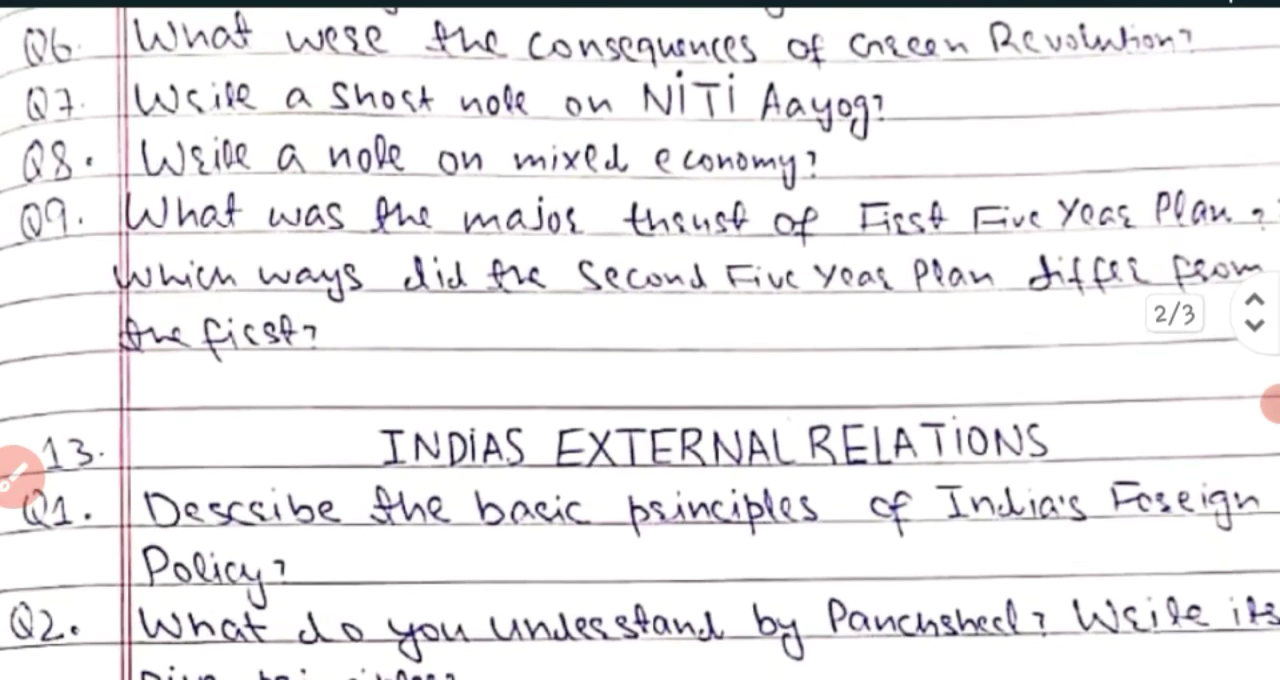 Q6. What were the consequences of Green Revolution?
Q7. Write a short note on NITI Aayog?
Q8. Write a note on mixed economy?
Q9. What was the major thrust of First Five Year Plan?
Which ways did the Second Five Year Plan differ from
the first?
2/3
13. INDIAS EXTERNAL RELATIONS
Q1. Describe the basic principles of India's Foreign
Policy?
Q2. What do you understand by Panchsheel? Write its